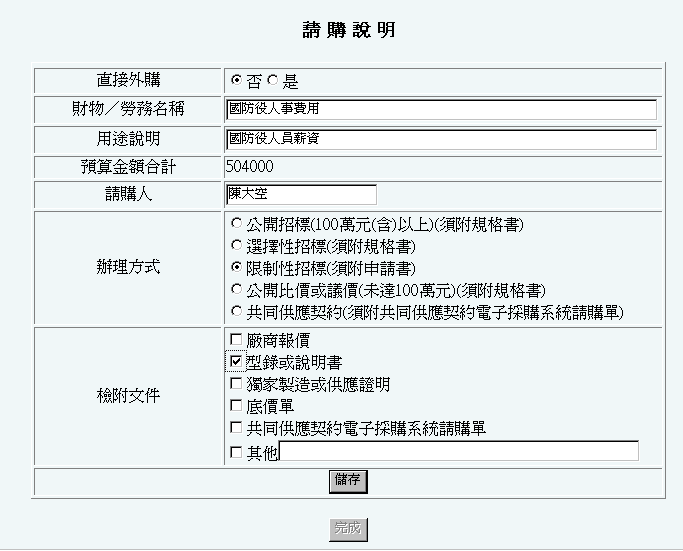 請 購 說 明
直接外購 否 是
財物／勞務名稱 國防役人事費用
用途說明 國防役人員薪資
預算金額合計 504000
請購人 陳大空
辦理方式
公開招標(100萬元(含)以上)(須附規格書)
選擇性招標(須附規格書)
限制性招標(須附申請書)
公開比價或議價(未達100萬元)(須附規格書)
共同供應契約(須附共同供應契約電子採購系統請購單)
檢附文件
廠商報價
型錄或說明書
獨家製造或供應證明
底價單
共同供應契約電子採購系統請購單
其他
儲存
完成